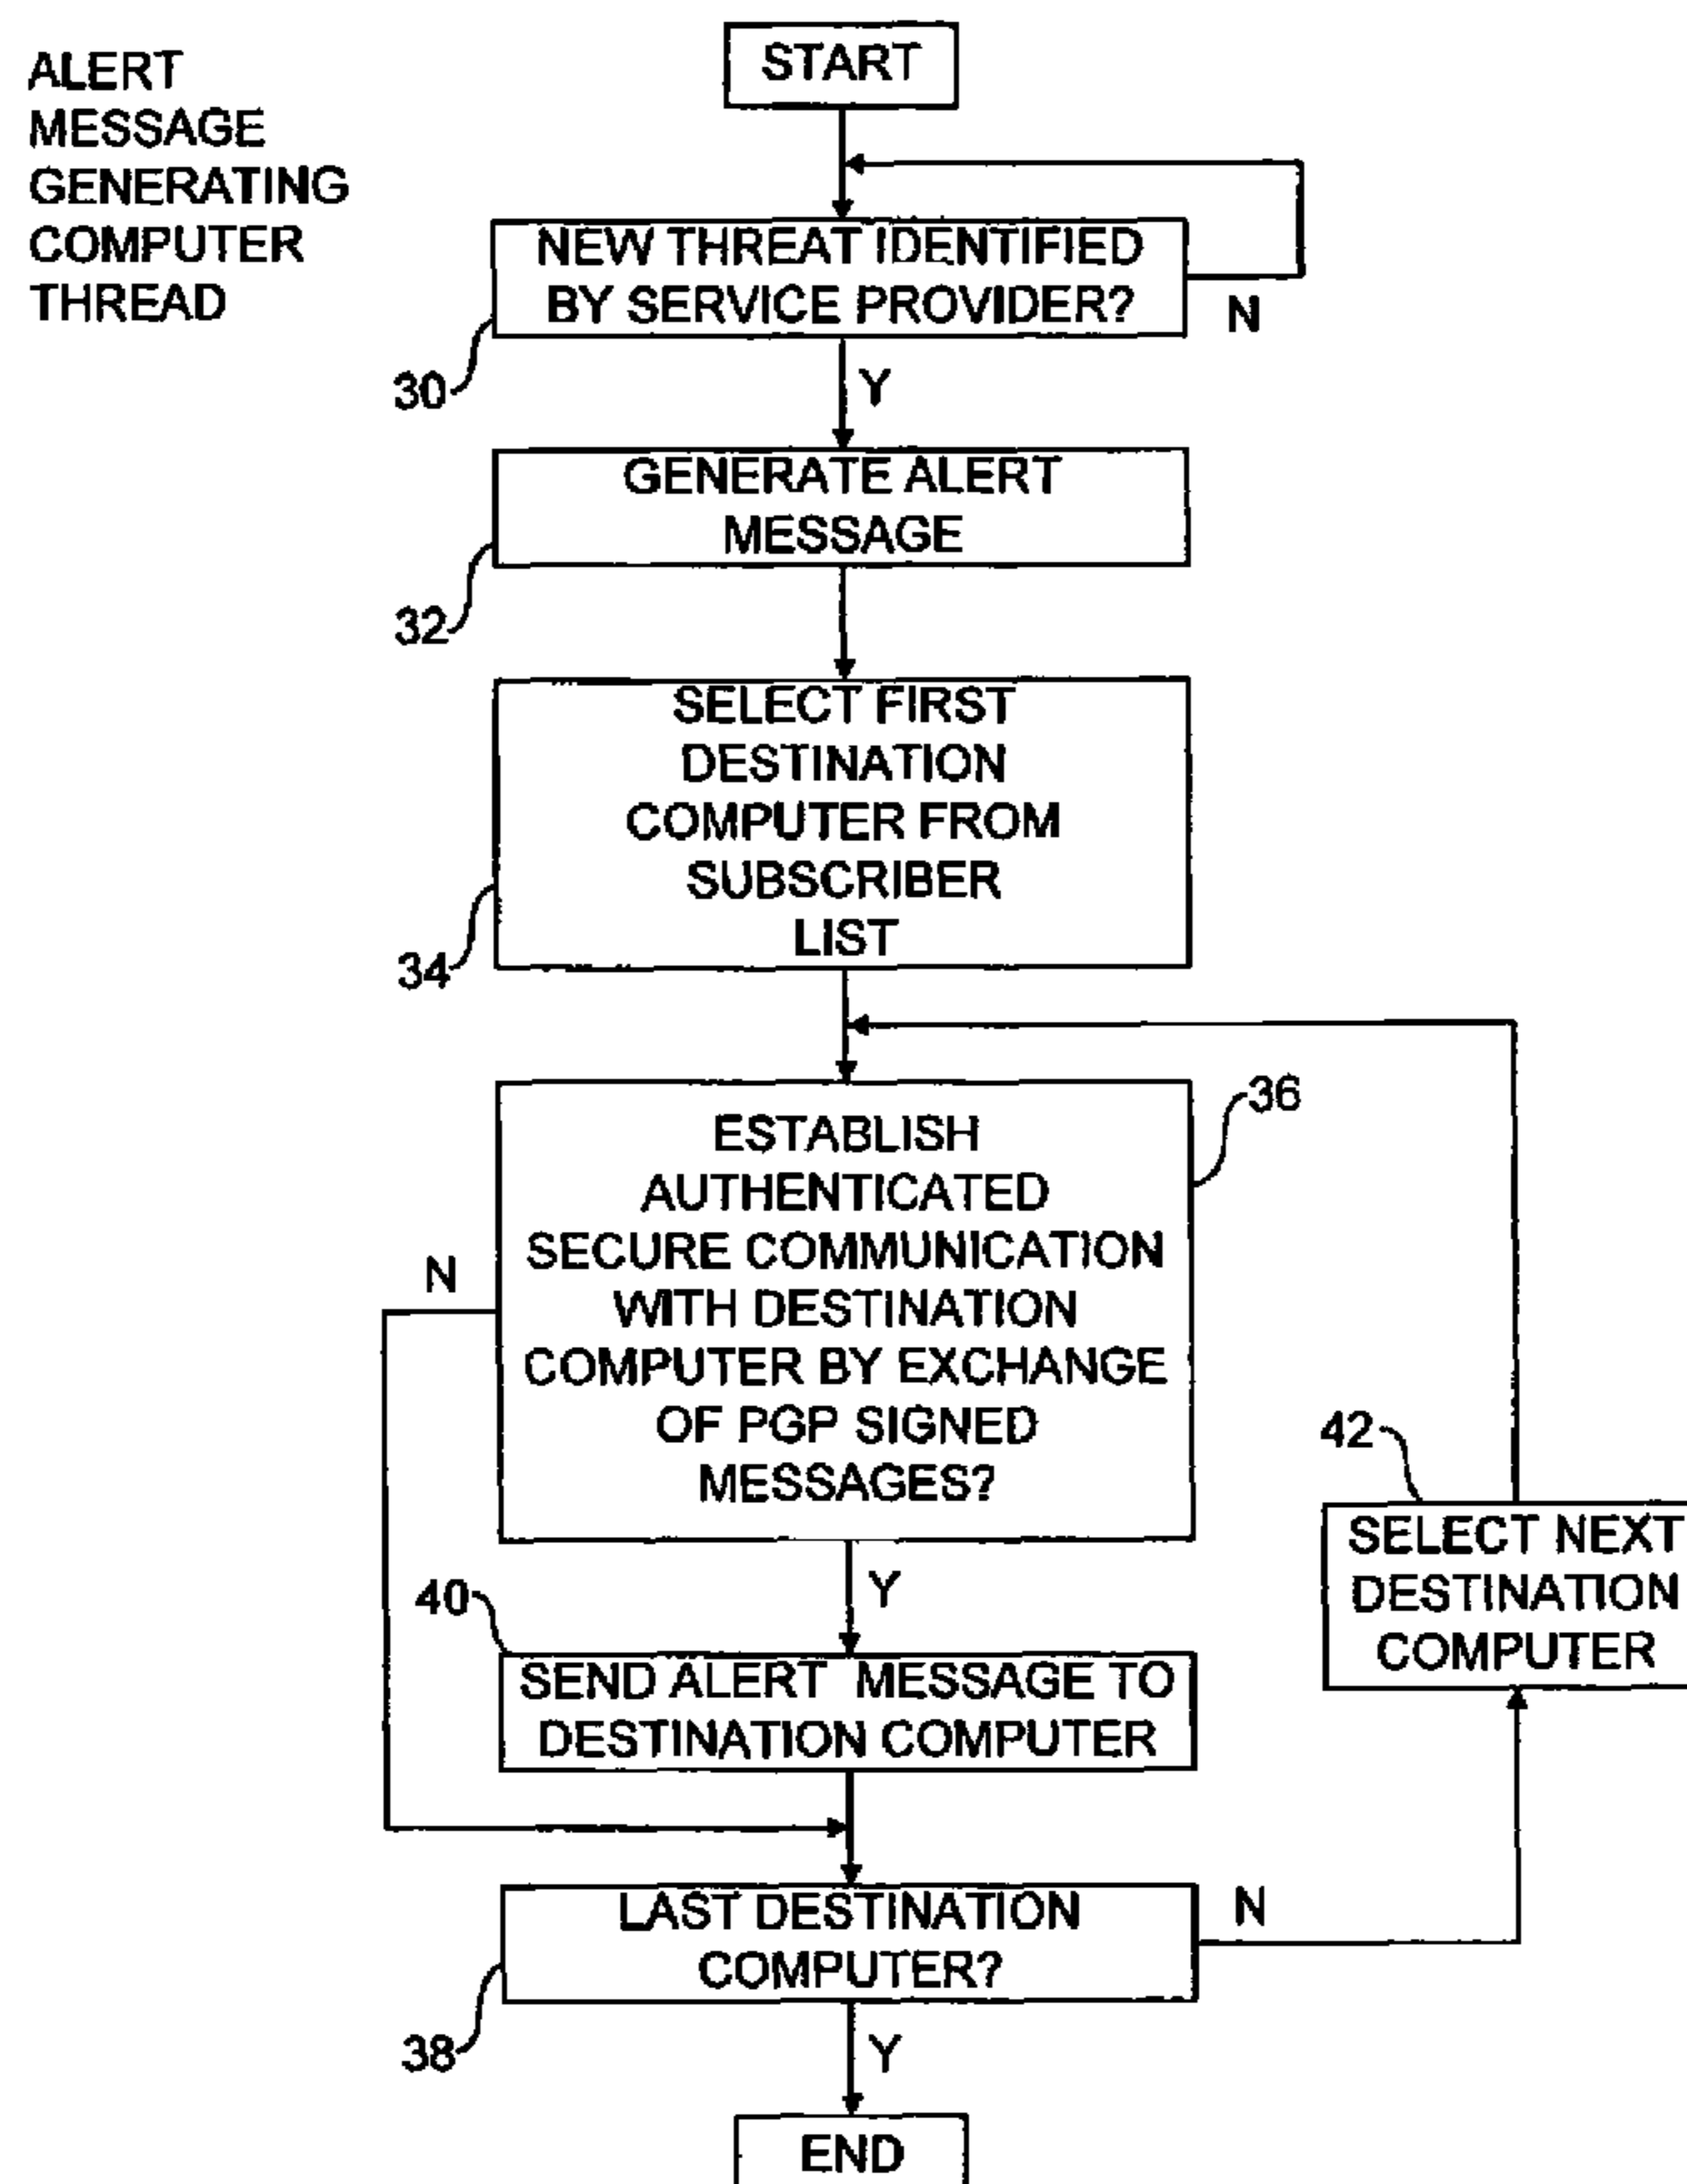 ALERT
MESSAGE
GENERATING
COMPUTER
THREAD
START
NEW THREAT IDENTIFIED
BY SERVICE PROVIDER?
N
30
Y
GENERATE ALERT
MESSAGE
32
SELECT FIRST
DESTINATION
COMPUTER FROM
SUBSCRIBER
LIST
34
36
ESTABLISH
AUTHENTICATED
SECURE COMMUNICATION
WITH DESTINATION
COMPUTER BY EXCHANGE
OF PGP SIGNED
MESSAGES?
N
42
SELECT NEXT
DESTINATION
COMPUTER
Y
40
SEND ALERT MESSAGE TO
DESTINATION COMPUTER
LAST DESTINATION
COMPUTER?
N
38
Y
END